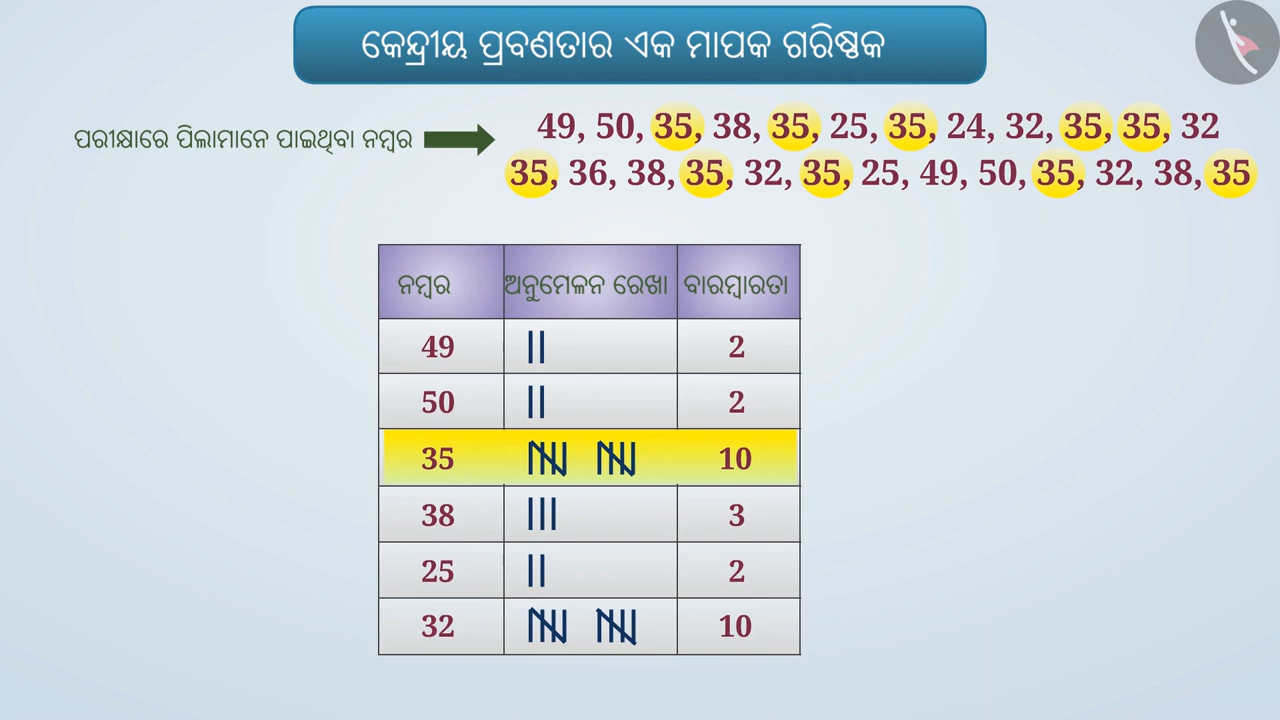 କେନ୍ଦ୍ରୀୟ ପ୍ରବଣତାର ଏକ ମାପକ ଗରିଷ୍ଠକ
ପରୀକ୍ଷାରେ ପିଲାମାନେ ପାଇଥିବା ନମ୍ବର
49, 50, 35, 38, 35, 25, 35, 24, 32, 35, 35, 32
35, 36, 38, 35, 32, 35, 25, 49, 50, 35, 32, 38, 35
ନମ୍ବର ଅନୁମେଳନ ରେଖା ବାରମ୍ବାରତା
49 2
50 2
35 10
38 3
25 2
32 10